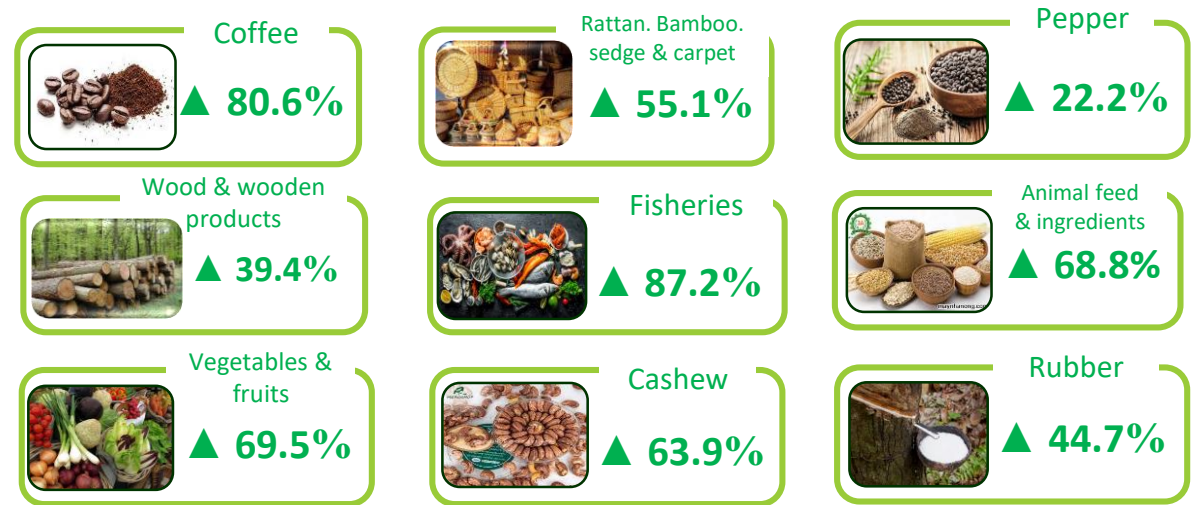 Coffee
▲ 80.6%
Rattan. Bamboo.
sedge & carpet
▲ 55.1%
Pepper
▲ 22.2%
Wood & wooden
products
▲ 39.4%
Fisheries
▲ 87.2%
Animal feed
& ingredients
▲ 68.8%
Vegetables &
fruits
▲ 69.5%
Cashew
▲ 63.9%
Rubber
▲ 44.7%